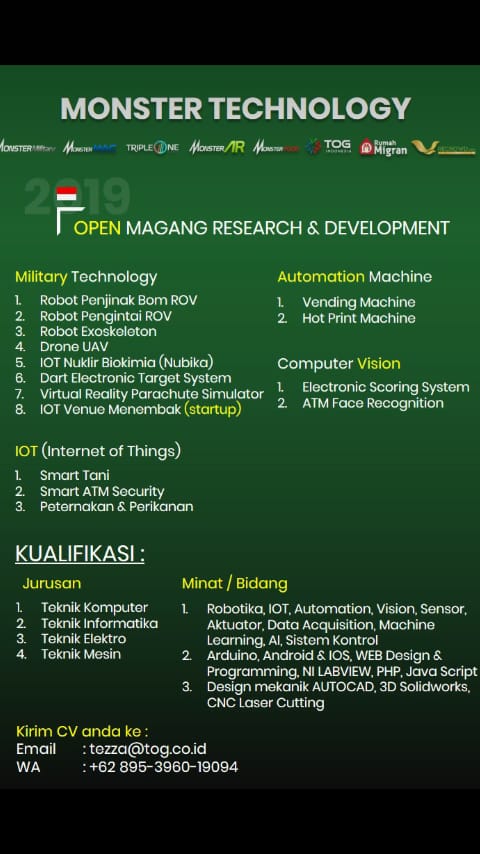 MONSTER TECHNOLOGY
MONSTER MONSTER TRIPLE ONE MONSTER AR MONSTER TOG INDONESIA Rumah Migran
2019
OPEN MAGANG RESEARCH & DEVELOPMENT
Military Technology
1. Robot Penjinak Bom ROV
2. Robot Pengintai ROV
3. Robot Exoskeleton
4. Drone UAV
5. IOT Nuklir Biokimia (Nubika)
6. Dart Electronic Target System
7. Virtual Reality Parachute Simulator
8. IOT Venue Menembak (startup)
Automation Machine
1. Vending Machine
2. Hot Print Machine
Computer Vision
1. Electronic Scoring System
2. ATM Face Recognition
IOT (Internet of Things)
1. Smart Tani
2. Smart ATM Security
3. Peternakan & Perikanan
KUALIFIKASI :
Jurusan
1. Teknik Komputer
2. Teknik Informatika
3. Teknik Elektro
4. Teknik Mesin
Minat / Bidang
1. Robotika, IOT, Automation, Vision, Sensor,
Aktuator, Data Acquisition, Machine
Learning, AI, Sistem Kontrol
2. Arduino, Android & IOS, WEB Design &
Programming, NI LABVIEW, PHP, Java Script
3. Design mekanik AUTOCAD, 3D Solidworks,
CNC Laser Cutting
Kirim CV anda ke :
Email : tezza@tog.co.id
WA : +62 895-3960-19094